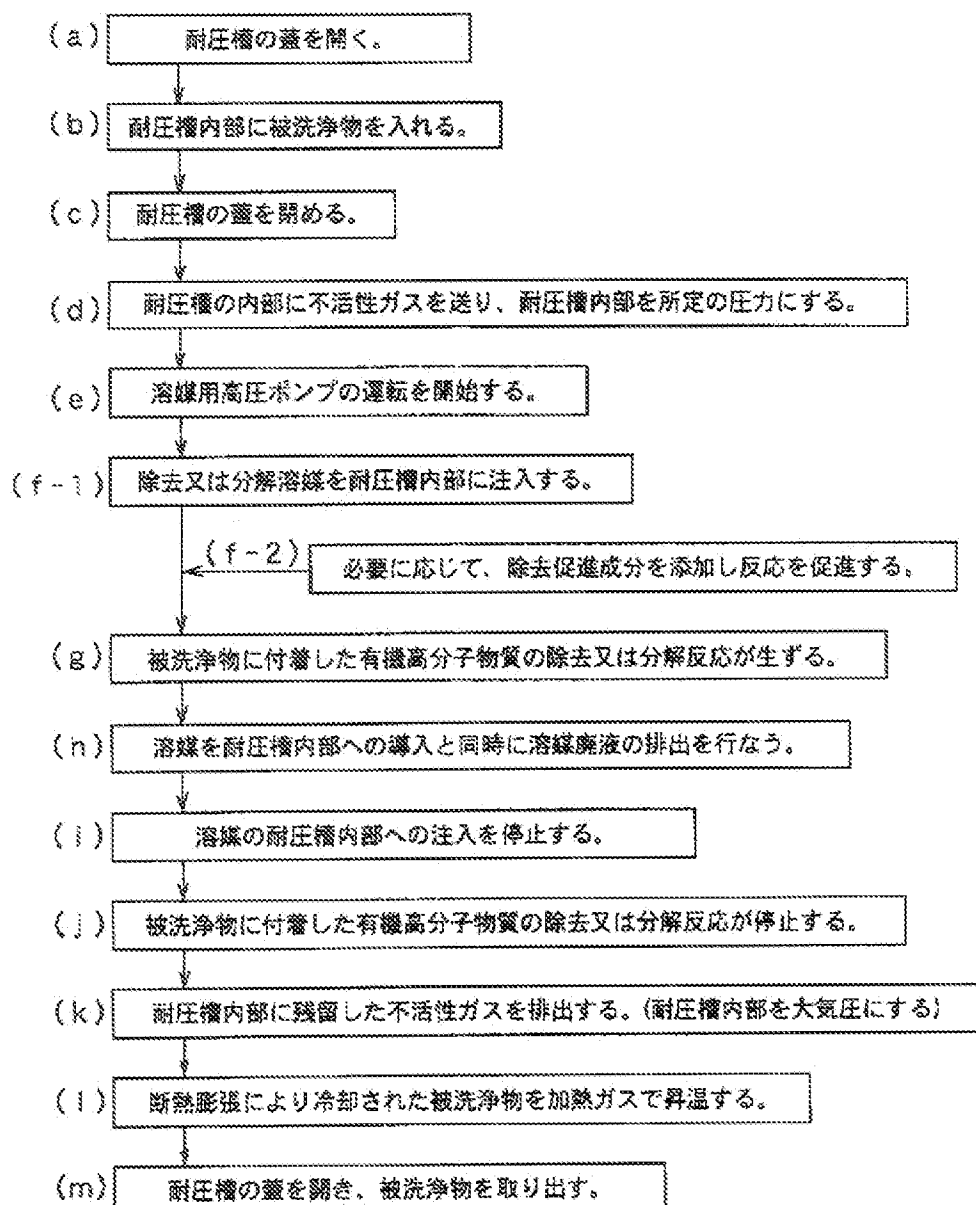 (a) 耐圧槽の蓋を開く。
(b) 耐圧槽内部に被洗浄物を入れる。
(c) 耐圧槽の蓋を閉める。
(d) 耐圧槽の内部に不活性ガスを送り、耐圧槽内部を所定の圧力にする。
(e) 溶媒用高圧ポンプの運転を開始する。
(f-1) 除去又は分解溶媒を耐圧槽内部に注入する。
(f-2) 必要に応じて、除去促進成分を添加し反応を促進する。
(g) 被洗浄物に付着した有機高分子物質の除去又は分解反応が生ずる。
(h) 溶媒を耐圧槽内部への導入と同時に溶媒廃液の排出を行なう。
(i) 溶媒の耐圧槽内部への注入を停止する。
(j) 被洗浄物に付着した有機高分子物質の除去又は分解反応が停止する。
(k) 耐圧槽内部に残留した不活性ガスを排出する。(耐圧槽内部を大気圧にする)
(l) 断熱膨張により冷却された被洗浄物を加熱ガスで昇温する。
(m) 耐圧槽の蓋を開き、被洗浄物を取り出す。